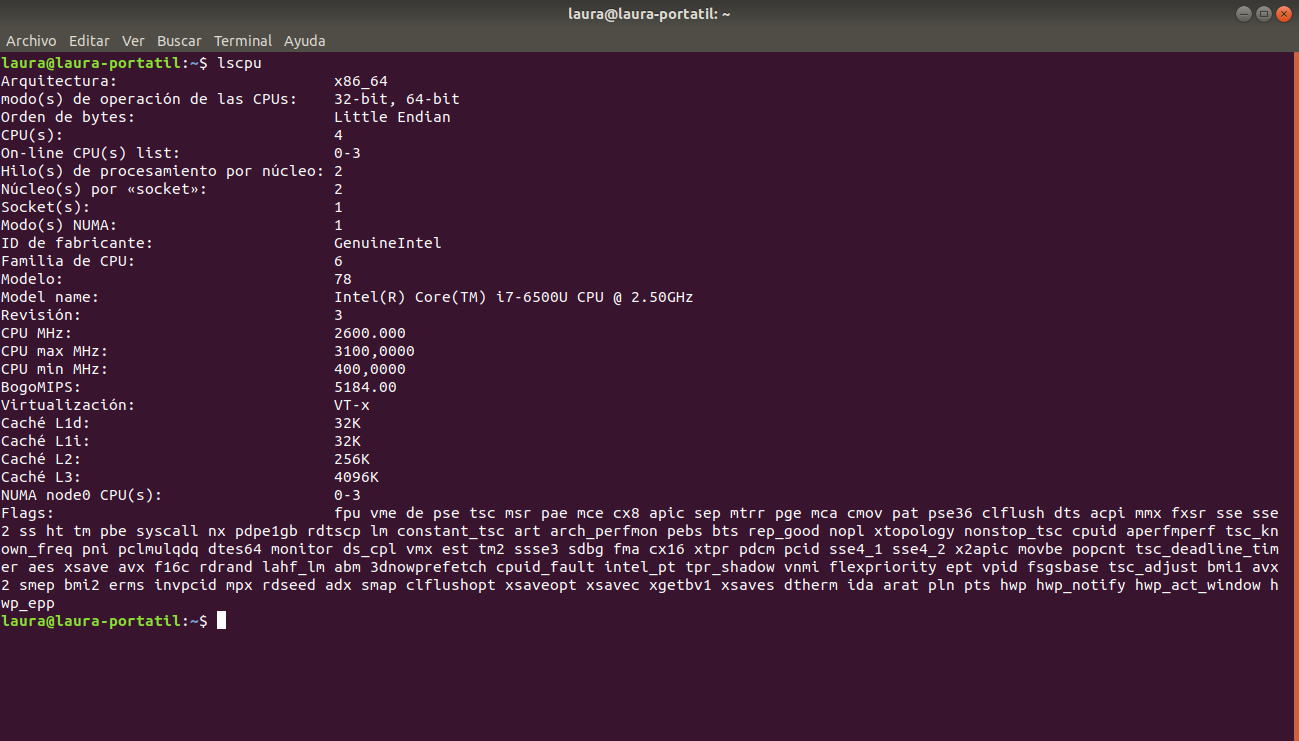 laura@laura-portatil: ~
Archivo Editar Ver Buscar Terminal Ayuda
laura@laura-portatil:~$ lscpu
Arquitectura: x86_64
modo(s) de operación de las CPUs: 32-bit, 64-bit
Orden de bytes: Little Endian
CPU(s): 4
On-line CPU(s) list: 0-3
Hilo(s) de procesamiento por núcleo: 2
Núcleo(s) por «socket»: 2
Socket(s): 1
Modo(s) NUMA: 1
ID de fabricante: GenuineIntel
Familia de CPU: 6
Modelo: 78
Model name: Intel(R) Core(TM) i7-6500U CPU @ 2.50GHz
Revisión: 3
CPU MHz: 2600.000
CPU max MHz: 3100,0000
CPU min MHz: 400,0000
BogoMIPS: 5184.00
Virtualización: VT-x
Caché L1d: 32K
Caché L1i: 32K
Caché L2: 256K
Caché L3: 4096K
NUMA node0 CPU(s): 0-3
Flags: fpu vme de pse tsc msr pae mce cx8 apic sep mtrr pge mca cmov pat pse36 clflush dts acpi mmx fxsr sse sse
2 ss ht tm pbe syscall nx pdpe1gb rdtscp lm constant_tsc art arch_perfmon pebs bts rep_good nopl xtopology nonstop_tsc cpuid aperfmperf tsc_kn
own_freq pni pclmulqdq dtes64 monitor ds_cpl vmx est tm2 ssse3 sdbg fma cx16 xtpr pdcm pcid sse4_1 sse4_2 x2apic movbe popcnt tsc_deadline_tim
er aes xsave avx f16c rdrand lahf_lm abm 3dnowprefetch cpuid_fault intel_pt tpr_shadow vnmi flexpriority ept vpid fsgsbase tsc_adjust bmi1 avx
2 smep bmi2 erms invpcid mpx rdseed adx smap clflushopt xsaveopt xsavec xgetbv1 xsaves dtherm ida arat pln pts hwp hwp_notify hwp_act_window h
wp_epp
laura@laura-portatil:~$